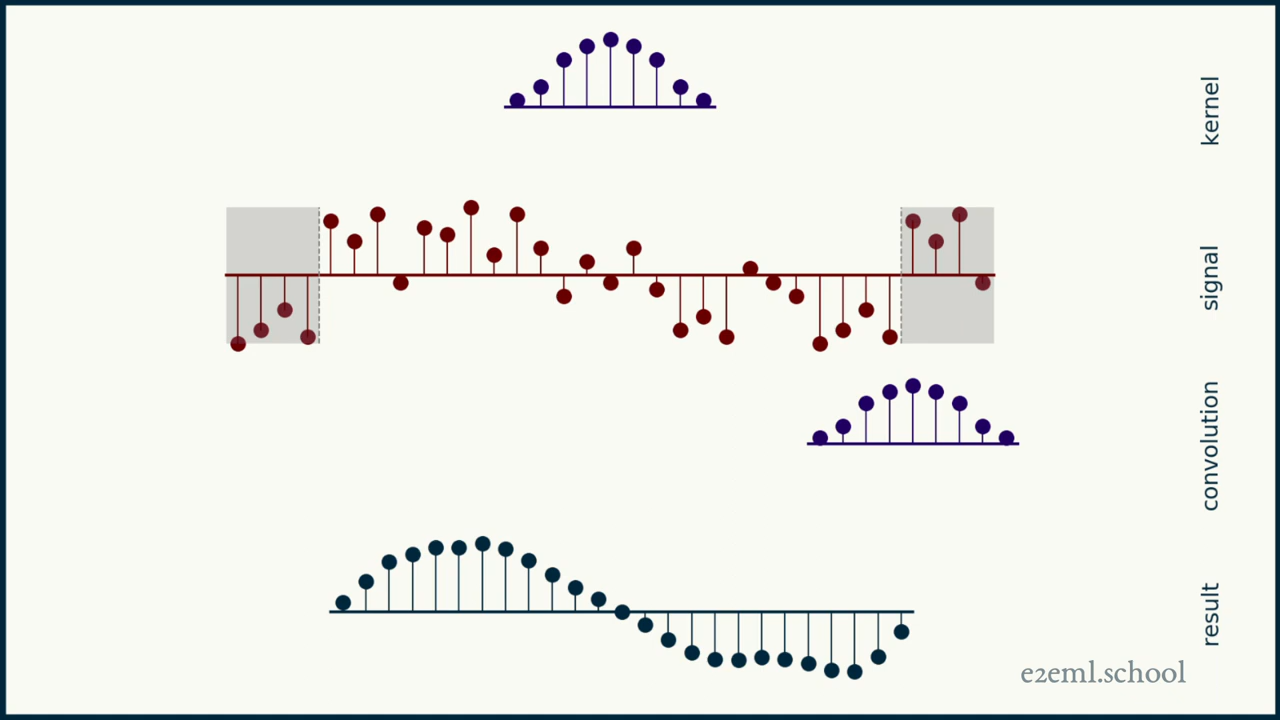 kernel
signal
convolution
result
e2eml.school